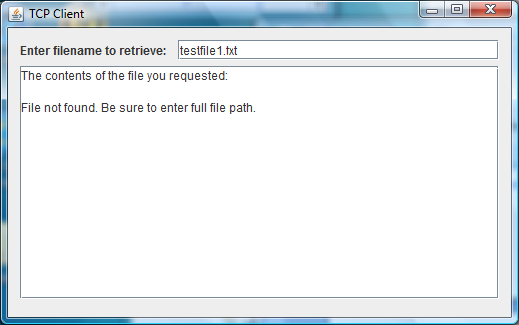 TCP Client
Enter filename to retrieve: testfile1.txt
The contents of the file you requested:
File not found. Be sure to enter full file path.